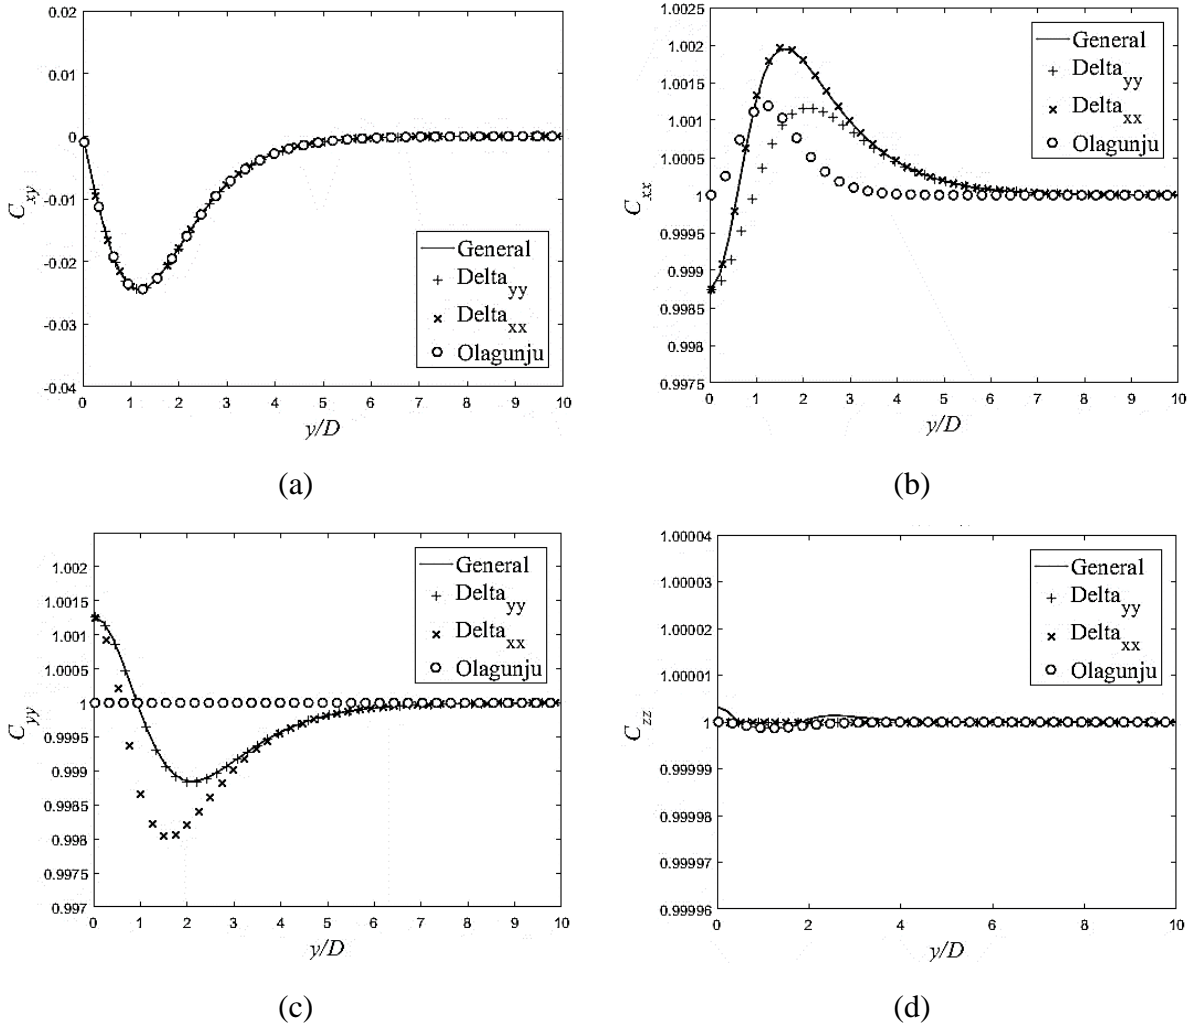 0.02
0.01
0
-0.01
-0.02
-0.03
-0.04
C_xy
General
Delta_yy
Delta_xx
Olagunju
0 1 2 3 4 5 6 7 8 9 10
y/D
(a)
1.0025
1.002
1.0015
1.001
1.0005
1
0.9995
0.999
0.9985
0.998
0.9975
C_xx
General
Delta_yy
Delta_xx
Olagunju
0 1 2 3 4 5 6 7 8 9 10
y/D
(b)
1.002
1.0015
1.001
1.0005
1
0.9995
0.999
0.9985
0.998
0.9975
0.997
C_yy
General
Delta_yy
Delta_xx
Olagunju
0 1 2 3 4 5 6 7 8 9 10
y/D
(c)
1.00004
1.00003
1.00002
1.00001
1
0.99999
0.99998
0.99997
0.99996
C_zz
General
Delta_yy
Delta_xx
Olagunju
0 1 2 3 4 5 6 7 8 9 10
y/D
(d)